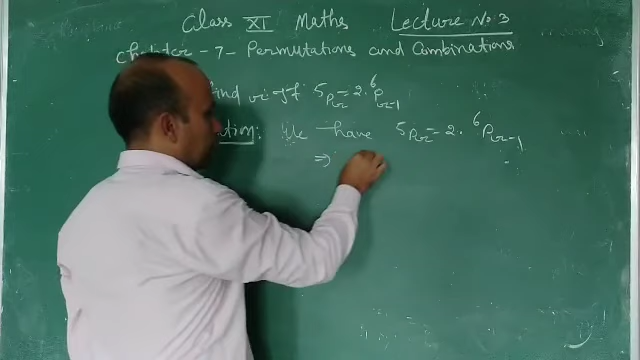 Class XI Maths Lecture No 3
Chapter - 7 - Permutations and Combinations
find r if ⁵Pr = 2. ⁶Pr-1
We have ⁵Pr = 2. ⁶Pr-1
⇒